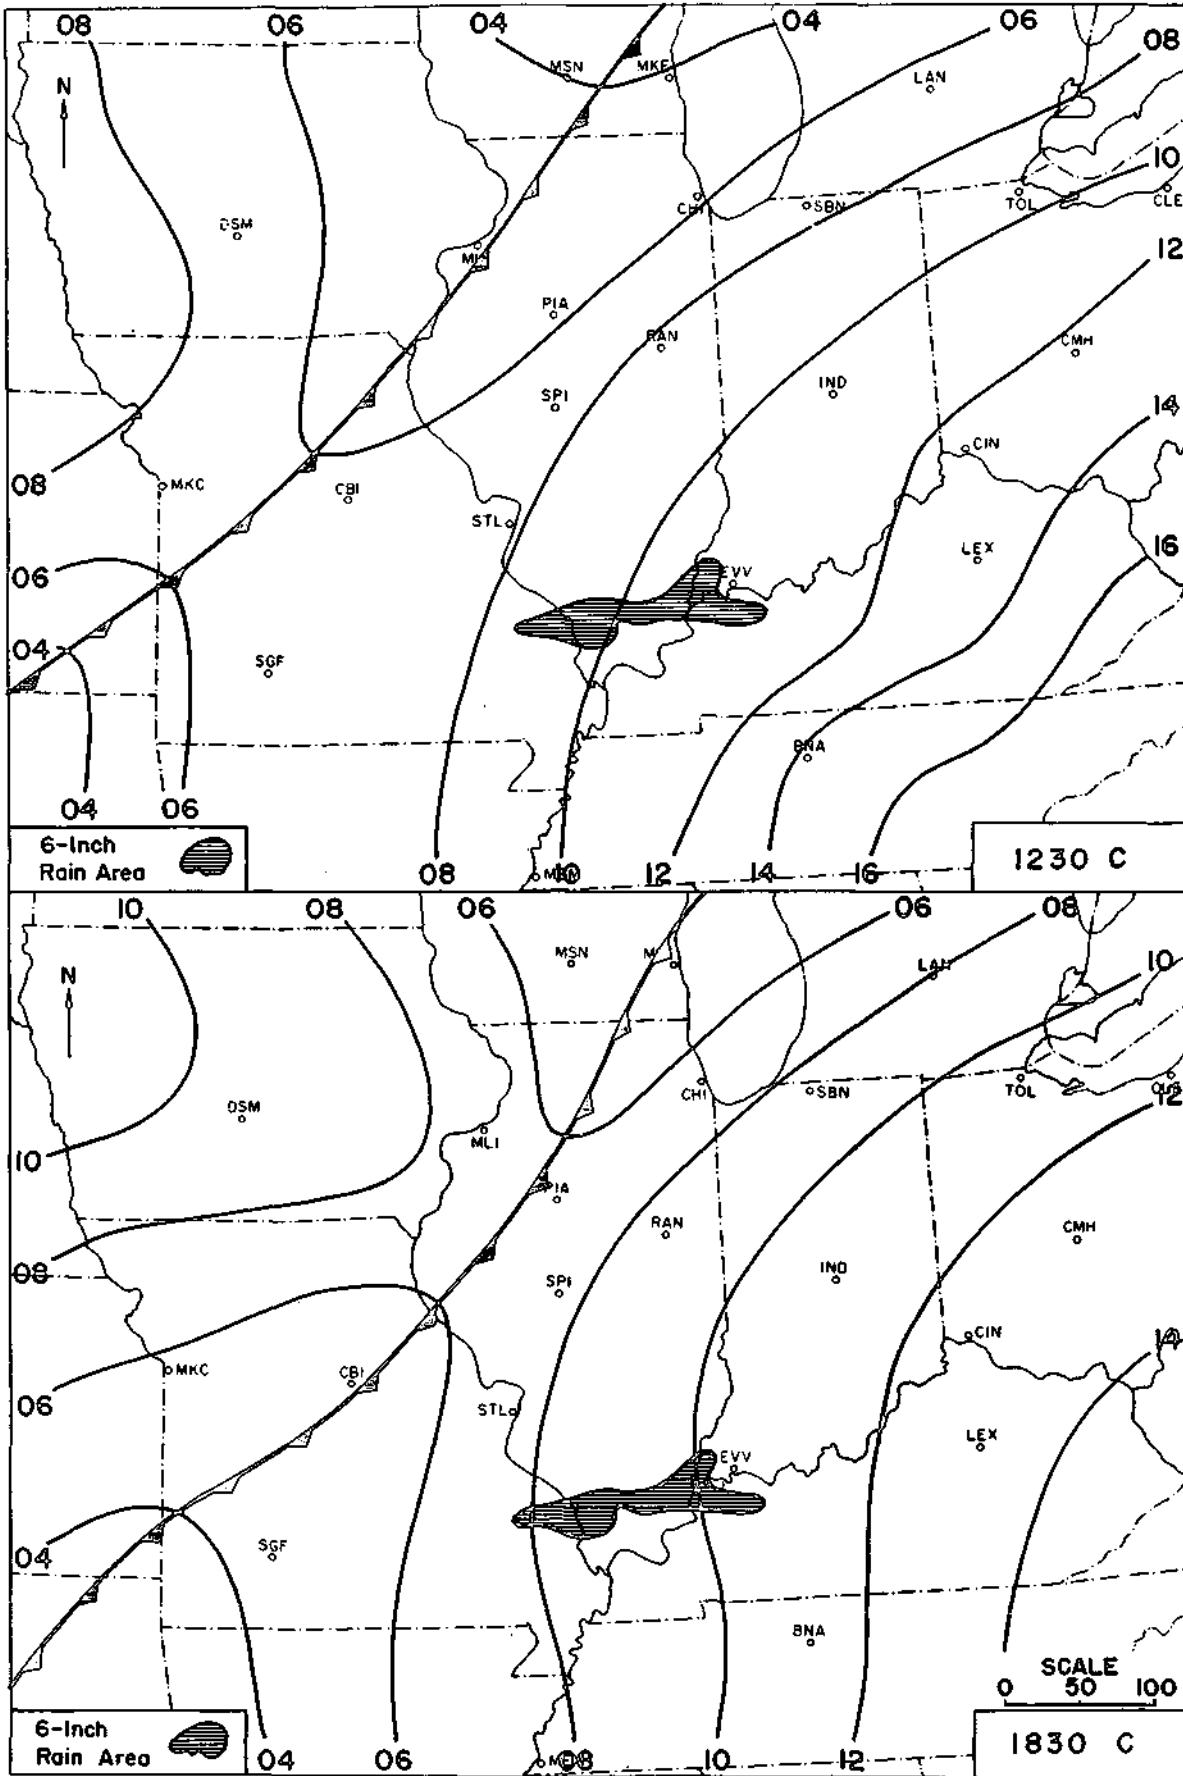 08
06
04
04
06
08
N
MSN
MKE
LAN
10
CHI
SBN
TOL
CLE
DSM
MLI
12
PIA
RAN
CMH
IND
SPI
14
CIN
08
MKC
CBI
STL
LEX
16
06
EVV
04
SGF
BNA
04
06
6-Inch
Rain Area
08
10
12
14
16
1230 C
10
08
06
06
08
N
MSN
LAN
10
CHI
SBN
TOL
12
DSM
MLI
10
PIA
RAN
CMH
08
IND
SPI
CIN
14
MKC
CBI
06
STL
LEX
EVV
04
SGF
BNA
SCALE
0 50 100
6-Inch
Rain Area
04
06
08
10
12
1830 C